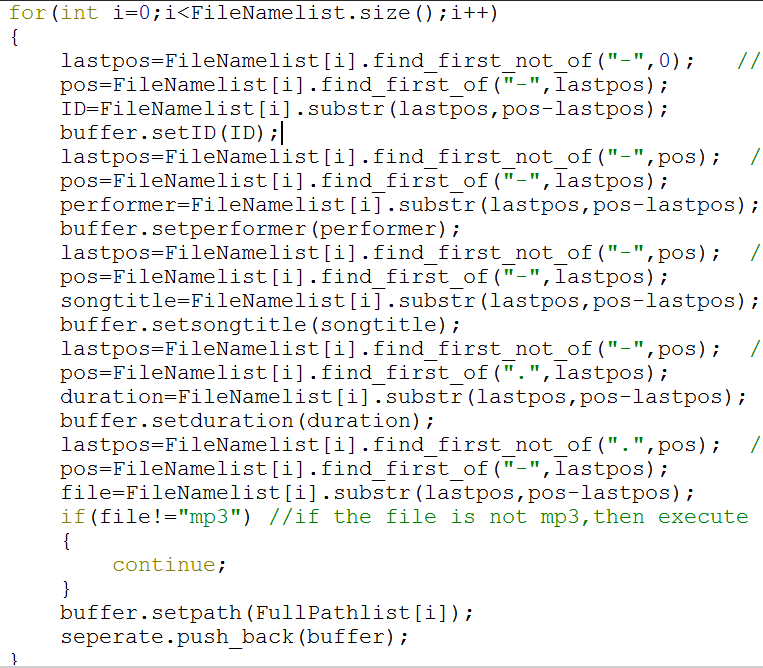 for(int i=0;i<FileNamelist.size();i++)
{
    lastpos=FileNamelist[i].find_first_not_of("-",0);   //
    pos=FileNamelist[i].find_first_of("-",lastpos);
    ID=FileNamelist[i].substr(lastpos,pos-lastpos);
    buffer.setID(ID);
    lastpos=FileNamelist[i].find_first_not_of("-",pos);  /
    pos=FileNamelist[i].find_first_of("-",lastpos);
    performer=FileNamelist[i].substr(lastpos,pos-lastpos);
    buffer.setperformer(performer);
    lastpos=FileNamelist[i].find_first_not_of("-",pos);  /
    pos=FileNamelist[i].find_first_of("-",lastpos);
    songtitle=FileNamelist[i].substr(lastpos,pos-lastpos);
    buffer.setsongtitle(songtitle);
    lastpos=FileNamelist[i].find_first_not_of("-",pos);  /
    pos=FileNamelist[i].find_first_of(".",lastpos);
    duration=FileNamelist[i].substr(lastpos,pos-lastpos);
    buffer.setduration(duration);
    lastpos=FileNamelist[i].find_first_not_of(".",pos);  /
    pos=FileNamelist[i].find_first_of("-",lastpos);
    file=FileNamelist[i].substr(lastpos,pos-lastpos);
    if(file!="mp3") //if the file is not mp3,then execute
    {
        continue;
    }
    buffer.setpath(FullPathlist[i]);
    seperate.push_back(buffer);
}